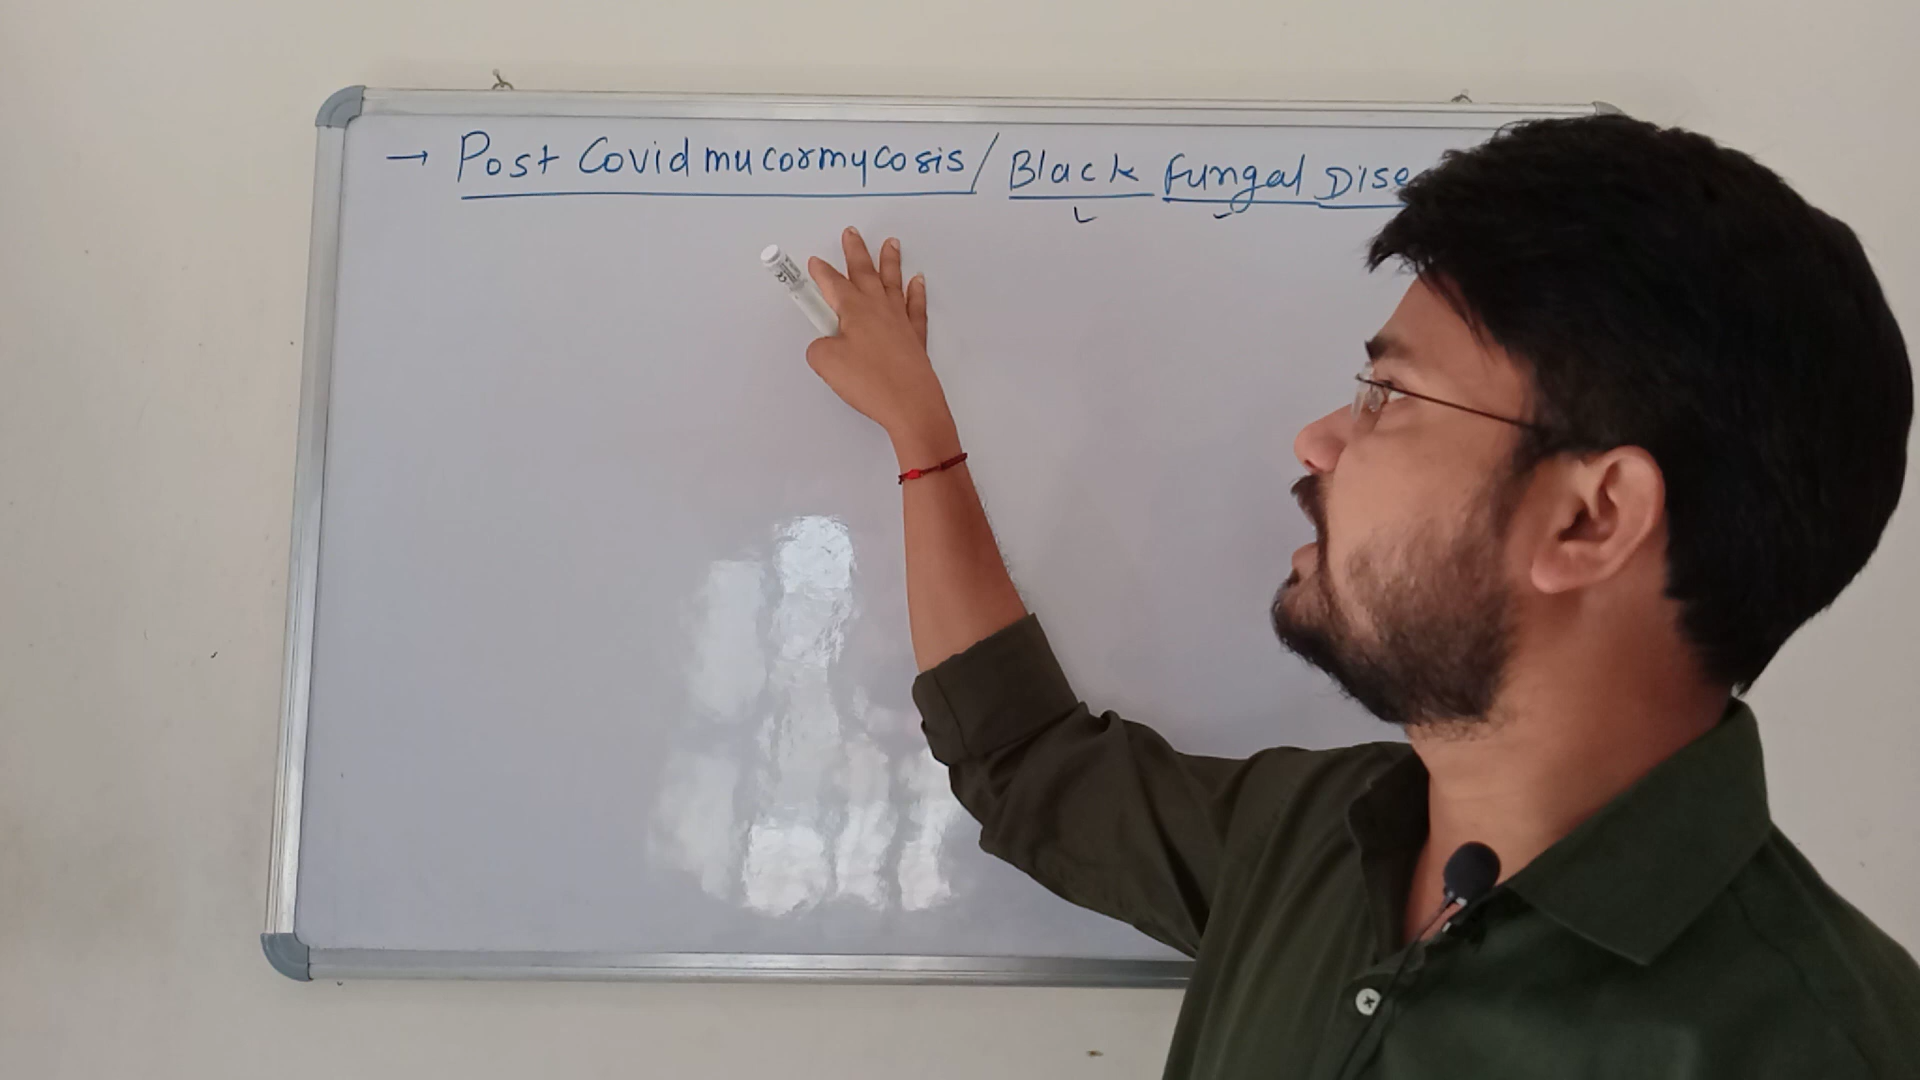 → Post Covid mucormycosis / Black Fungal Dise